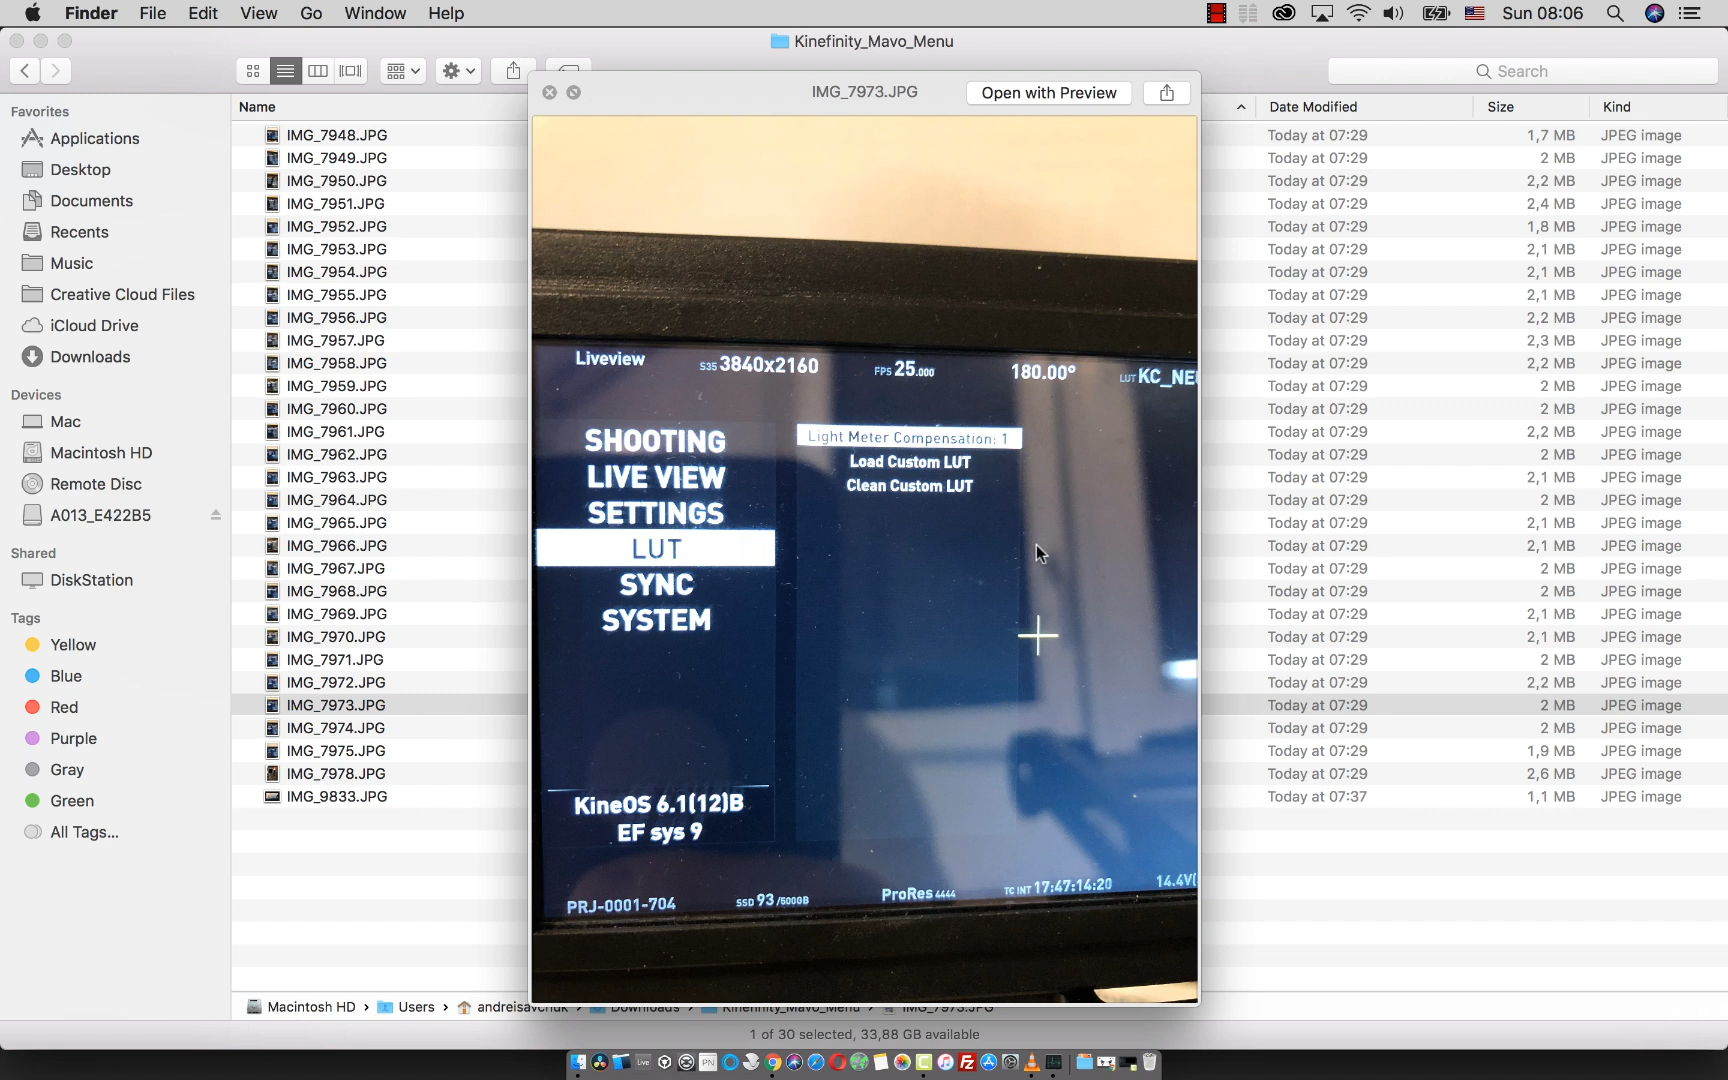 Finder File Edit View Go Window Help Sun 08:06
Kinefinity_Mavo_Menu
Search
IMG_7973.JPG Open with Preview
Name Date Modified Size Kind
Favorites
Applications
Desktop
Documents
Recents
Music
Creative Cloud Files
iCloud Drive
Downloads
Devices
Mac
Macintosh HD
Remote Disc
A013_E422B5
Shared
DiskStation
Tags
Yellow
Blue
Red
Purple
Gray
Green
All Tags...
IMG_7948.JPG Today at 07:29 1,7 MB JPEG image
IMG_7949.JPG Today at 07:29 2 MB JPEG image
IMG_7950.JPG Today at 07:29 2,2 MB JPEG image
IMG_7951.JPG Today at 07:29 2,4 MB JPEG image
IMG_7952.JPG Today at 07:29 1,8 MB JPEG image
IMG_7953.JPG Today at 07:29 2,1 MB JPEG image
IMG_7954.JPG Today at 07:29 2,1 MB JPEG image
IMG_7955.JPG Today at 07:29 2,1 MB JPEG image
IMG_7956.JPG Today at 07:29 2,2 MB JPEG image
IMG_7957.JPG Today at 07:29 2,3 MB JPEG image
IMG_7958.JPG Today at 07:29 2,2 MB JPEG image
IMG_7959.JPG Today at 07:29 2 MB JPEG image
IMG_7960.JPG Today at 07:29 2 MB JPEG image
IMG_7961.JPG Today at 07:29 2,2 MB JPEG image
IMG_7962.JPG Today at 07:29 2 MB JPEG image
IMG_7963.JPG Today at 07:29 2,1 MB JPEG image
IMG_7964.JPG Today at 07:29 2 MB JPEG image
IMG_7965.JPG Today at 07:29 2,1 MB JPEG image
IMG_7966.JPG Today at 07:29 2,1 MB JPEG image
IMG_7967.JPG Today at 07:29 2 MB JPEG image
IMG_7968.JPG Today at 07:29 2 MB JPEG image
IMG_7969.JPG Today at 07:29 2,1 MB JPEG image
IMG_7970.JPG Today at 07:29 2,1 MB JPEG image
IMG_7971.JPG Today at 07:29 2 MB JPEG image
IMG_7972.JPG Today at 07:29 2,2 MB JPEG image
IMG_7973.JPG Today at 07:29 2 MB JPEG image
IMG_7974.JPG Today at 07:29 2 MB JPEG image
IMG_7975.JPG Today at 07:29 1,9 MB JPEG image
IMG_7978.JPG Today at 07:29 2,6 MB JPEG image
IMG_9833.JPG Today at 07:37 1,1 MB JPEG image
Liveview S35 3840x2160 FPS 25.000 180.00° LUT KC_NE
SHOOTING
LIVE VIEW
SETTINGS
LUT
SYNC
SYSTEM
Light Meter Compensation: 1
Load Custom LUT
Clean Custom LUT
KineOS 6.1(12)B
EF sys 9
PRJ-0001-704 SSD 93/500GB ProRes 4444 TC INT 17:47:14:20 14.4V(
Macintosh HD › Users › andreisavchuk › Downloads › Kinefinity_Mavo_Menu › IMG_7973.JPG
1 of 30 selected, 33,88 GB available